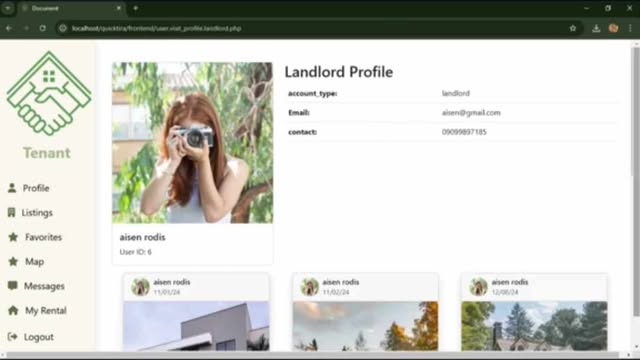 Document
localhost/quicktira/frontend/user.visit_profile.landlord.php
Tenant
Profile
Listings
Favorites
Map
Messages
My Rental
Logout
Landlord Profile
account_type: landlord
Email: aisen@gmail.com
contact: 09099897185
aisen rodis
User ID: 6
aisen rodis
11/01/24
aisen rodis
11/02/24
aisen rodis
12/08/24